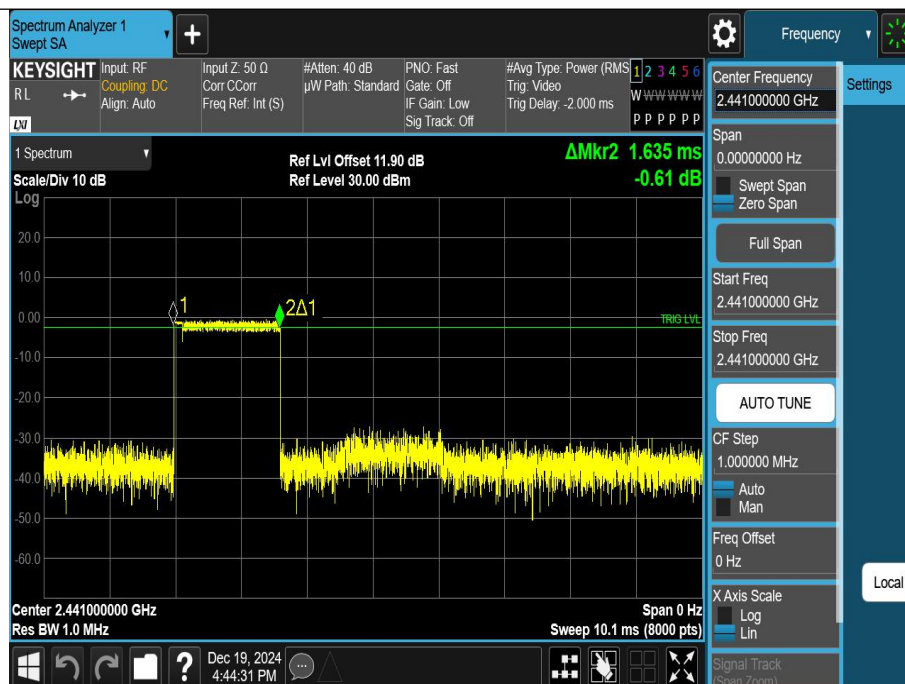 Spectrum Analyzer 1
Swept SA
+
Frequency
KEYSIGHT
RL
LXI
Input: RF
Coupling: DC
Align: Auto
Input Z: 50 Ω
Corr CCorr
Freq Ref: Int (S)
#Atten: 40 dB
µW Path: Standard
PNO: Fast
Gate: Off
IF Gain: Low
Sig Track: Off
#Avg Type: Power (RMS
Trig: Video
Trig Delay: -2.000 ms
1 2 3 4 5 6
W W W W W W
P P P P P P
1 Spectrum
Scale/Div 10 dB
Log
Ref Lvl Offset 11.90 dB
Ref Level 30.00 dBm
ΔMkr2 1.635 ms
-0.61 dB
20.0
10.0
0.00
-10.0
-20.0
-30.0
-40.0
-50.0
-60.0
1
2Δ1
TRIG LVL
Center 2.441000000 GHz
Res BW 1.0 MHz
Span 0 Hz
Sweep 10.1 ms (8000 pts)
Center Frequency
2.441000000 GHz
Span
0.00000000 Hz
Swept Span
Zero Span
Full Span
Start Freq
2.441000000 GHz
Stop Freq
2.441000000 GHz
AUTO TUNE
CF Step
1.000000 MHz
Auto
Man
Freq Offset
0 Hz
X Axis Scale
Log
Lin
Signal Track
(Span Zoom)
Settings
Local
?
Dec 19, 2024
4:44:31 PM